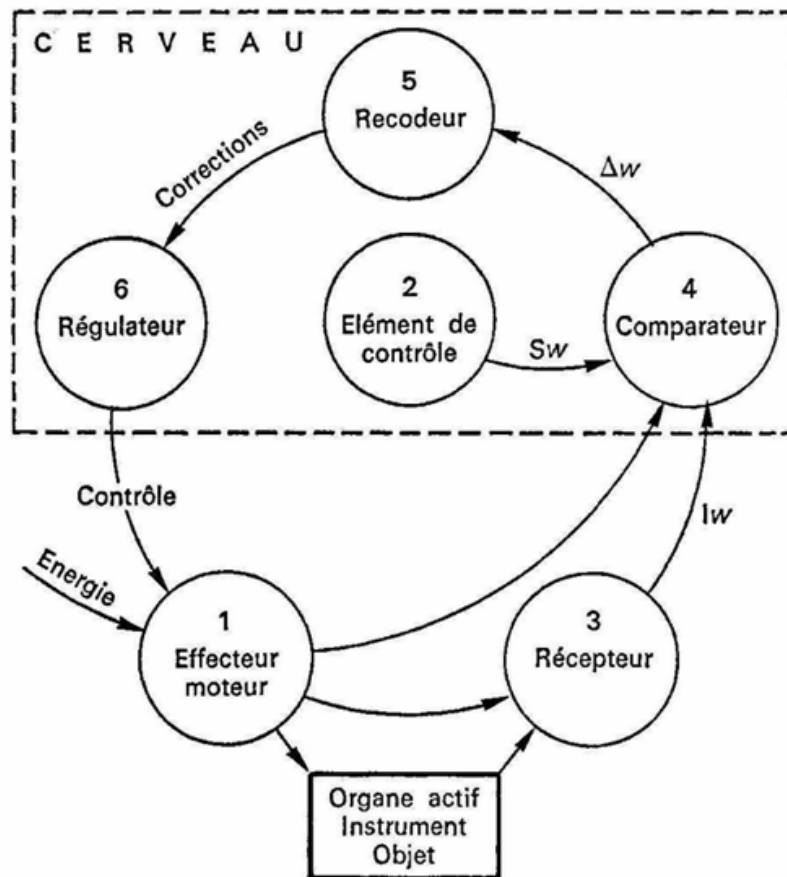 C E R V E A U
5
Recodeur
Corrections
Δw
6
Régulateur
2
Elément de
contrôle
4
Comparateur
Sw
Contrôle
Iw
Energie
1
Effecteur
moteur
3
Récepteur
Organe actif
Instrument
Objet